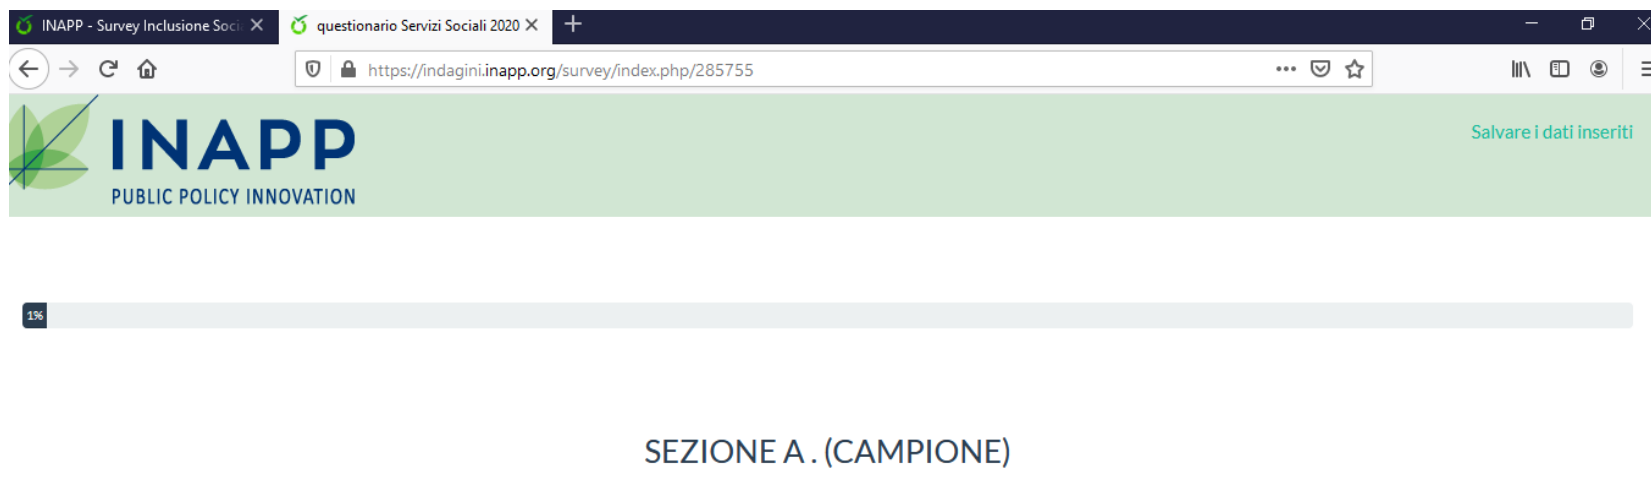 INAPP - Survey Inclusione Soci
questionario Servizi Sociali 2020
https://indagini.inapp.org/survey/index.php/285755
INAPP
PUBLIC POLICY INNOVATION
Salvare i dati inseriti
1%
SEZIONE A . (CAMPIONE)